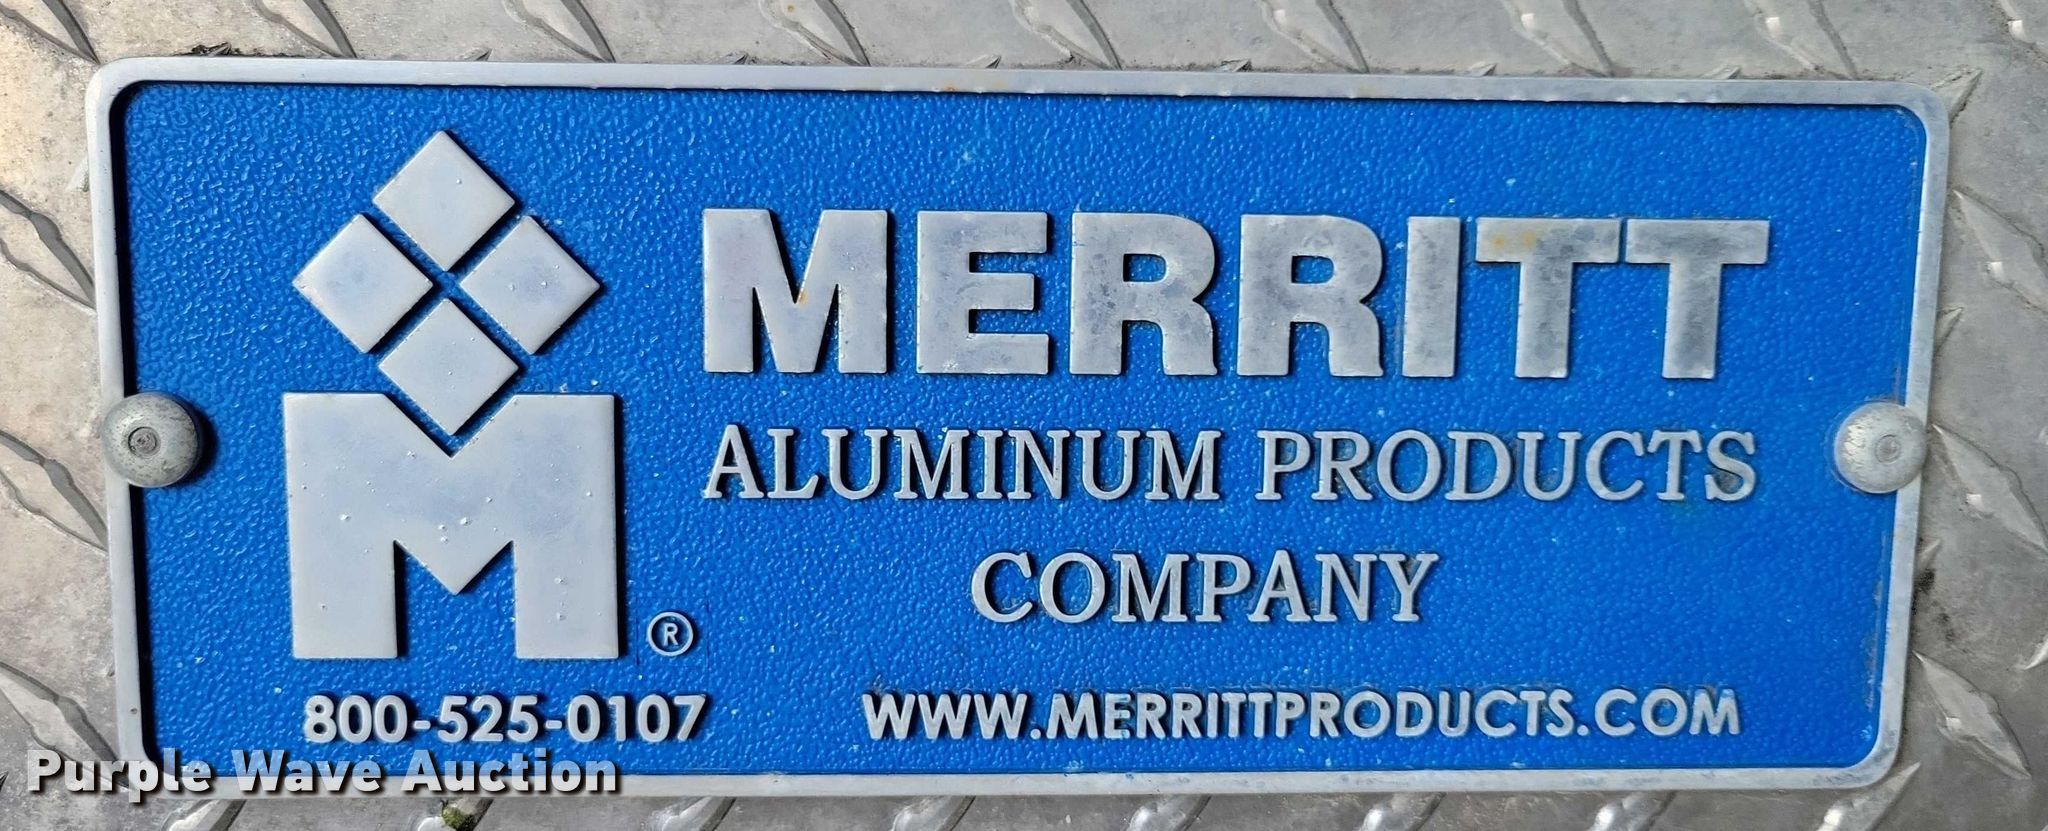 MERRITT
ALUMINUM PRODUCTS
COMPANY
M®
800-525-0107
WWW.MERRITTPRODUCTS.COM
Purple Wave Auction